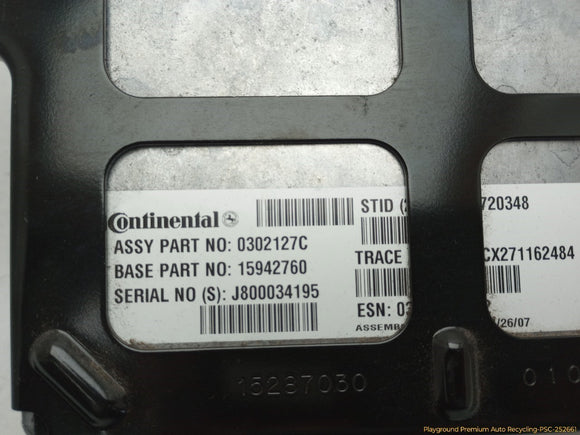 Continental
STID (
720348
ASSY PART NO: 0302127C
BASE PART NO: 15942760
TRACE
CX271162484
SERIAL NO (S): J800034195
ESN:
ASSEMB
/26/07
15287030
010
Playground Premium Auto Recycling-PSC-252661